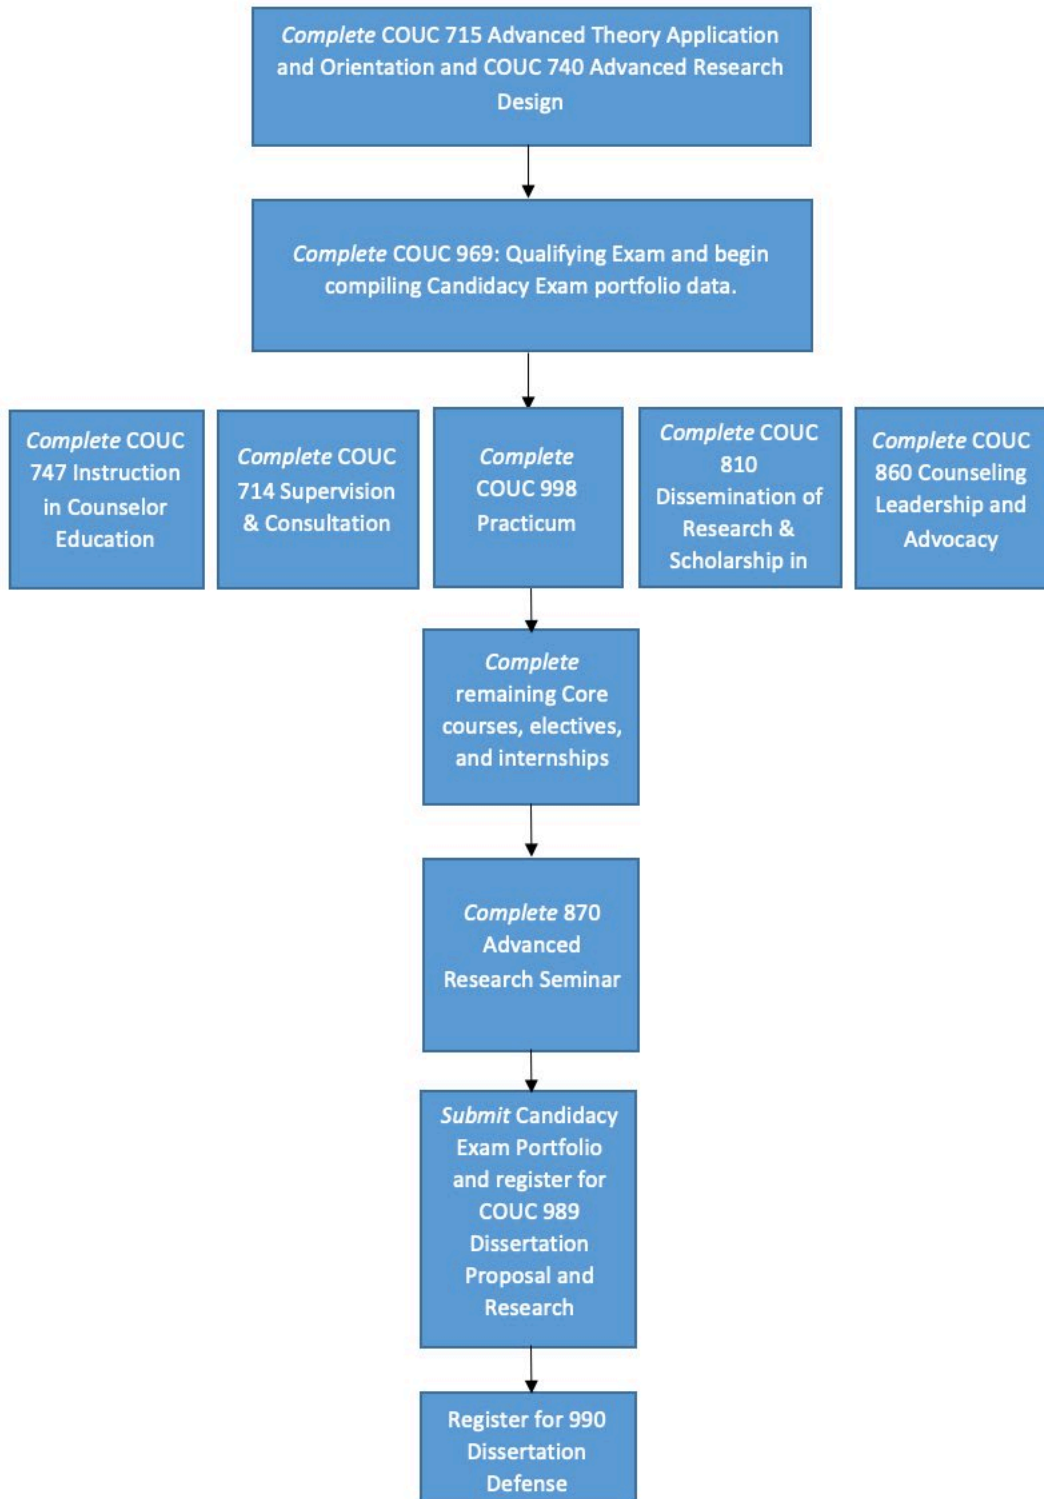 Complete COUC 715 Advanced Theory Application
and Orientation and COUC 740 Advanced Research
Design
Complete COUC 969: Qualifying Exam and begin
compiling Candidacy Exam portfolio data.
Complete COUC
747 Instruction
in Counselor
Education
Complete COUC
714 Supervision
& Consultation
Complete
COUC 998
Practicum
Complete COUC
810
Dissemination of
Research &
Scholarship in
Complete COUC
860 Counseling
Leadership and
Advocacy
Complete
remaining Core
courses, electives,
and internships
Complete 870
Advanced
Research Seminar
Submit Candidacy
Exam Portfolio
and register for
COUC 989
Dissertation
Proposal and
Research
Register for 990
Dissertation
Defense